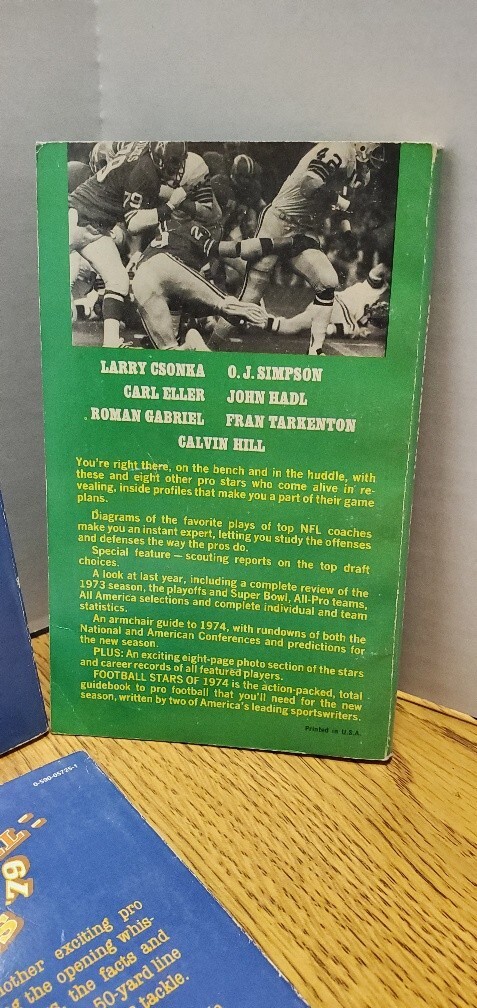 79
42
2
LARRY CSONKA O. J. SIMPSON
CARL ELLER JOHN HADL
ROMAN GABRIEL FRAN TARKENTON
CALVIN HILL
You're right there, on the bench and in the huddle, with
these and eight other pro stars who come alive in re-
vealing, inside profiles that make you a part of their game
plans.
Diagrams of the favorite plays of top NFL coaches
make you an instant expert, letting you study the offenses
and defenses the way the pros do.
Special feature — scouting reports on the top draft
choices.
A look at last year, including a complete review of the
1973 season, the playoffs and Super Bowl, All-Pro teams,
All America selections and complete individual and team
statistics.
An armchair guide to 1974, with rundowns of both the
National and American Conferences and predictions for
the new season.
PLUS: An exciting eight-page photo section of the stars
and career records of all featured players.
FOOTBALL STARS OF 1974 is the action-packed, total
guidebook to pro football that you'll need for the new
season, written by two of America's leading sportswriters.
Printed in U.S.A.
0-590-05725-1
79
other exciting pro
the opening whis-
the facts and
50-yard line
tackle.